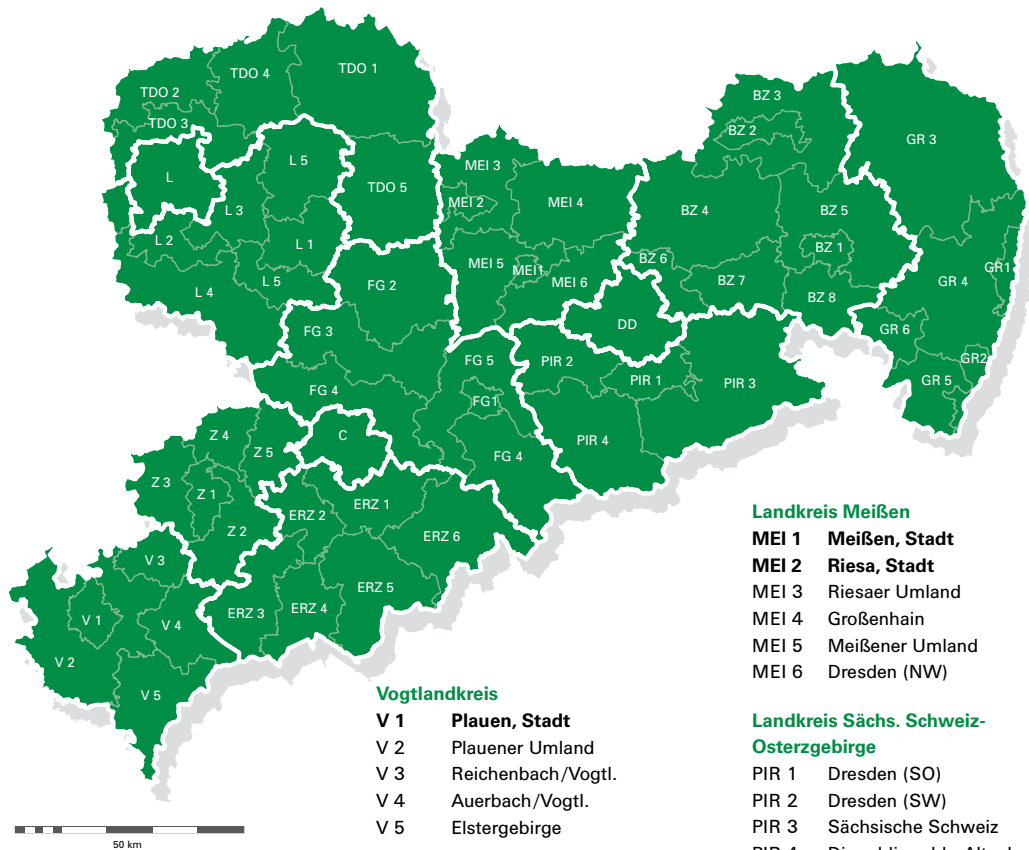 TDO 1
TDO 4
TDO 2
TDO 3
BZ 3
BZ 2
GR 3
L 5
L
TDO 5
MEI 3
MEI 2
MEI 4
L 3
BZ 4
BZ 5
L 2
L 1
BZ 1
MEI 5
MEI1
BZ 6
GR1
L 5
FG 2
MEI 6
BZ 7
GR 4
L 4
BZ 8
DD
FG 3
GR 6
FG 5
PIR 2
GR2
PIR 1
PIR 3
GR 5
FG 4
FG1
Z 4
C
PIR 4
Z 5
FG 4
Z 3
Z 1
ERZ 1
ERZ 2
Z 2
ERZ 6
V 3
ERZ 5
ERZ 3
ERZ 4
V 1
V 4
V 2
V 5
50 km
Vogtlandkreis
V 1 Plauen, Stadt
V 2 Plauener Umland
V 3 Reichenbach/Vogtl.
V 4 Auerbach/Vogtl.
V 5 Elstergebirge
Landkreis Meißen
MEI 1 Meißen, Stadt
MEI 2 Riesa, Stadt
MEI 3 Riesaer Umland
MEI 4 Großenhain
MEI 5 Meißener Umland
MEI 6 Dresden (NW)
Landkreis Sächs. Schweiz-
Osterzgebirge
PIR 1 Dresden (SO)
PIR 2 Dresden (SW)
PIR 3 Sächsische Schweiz